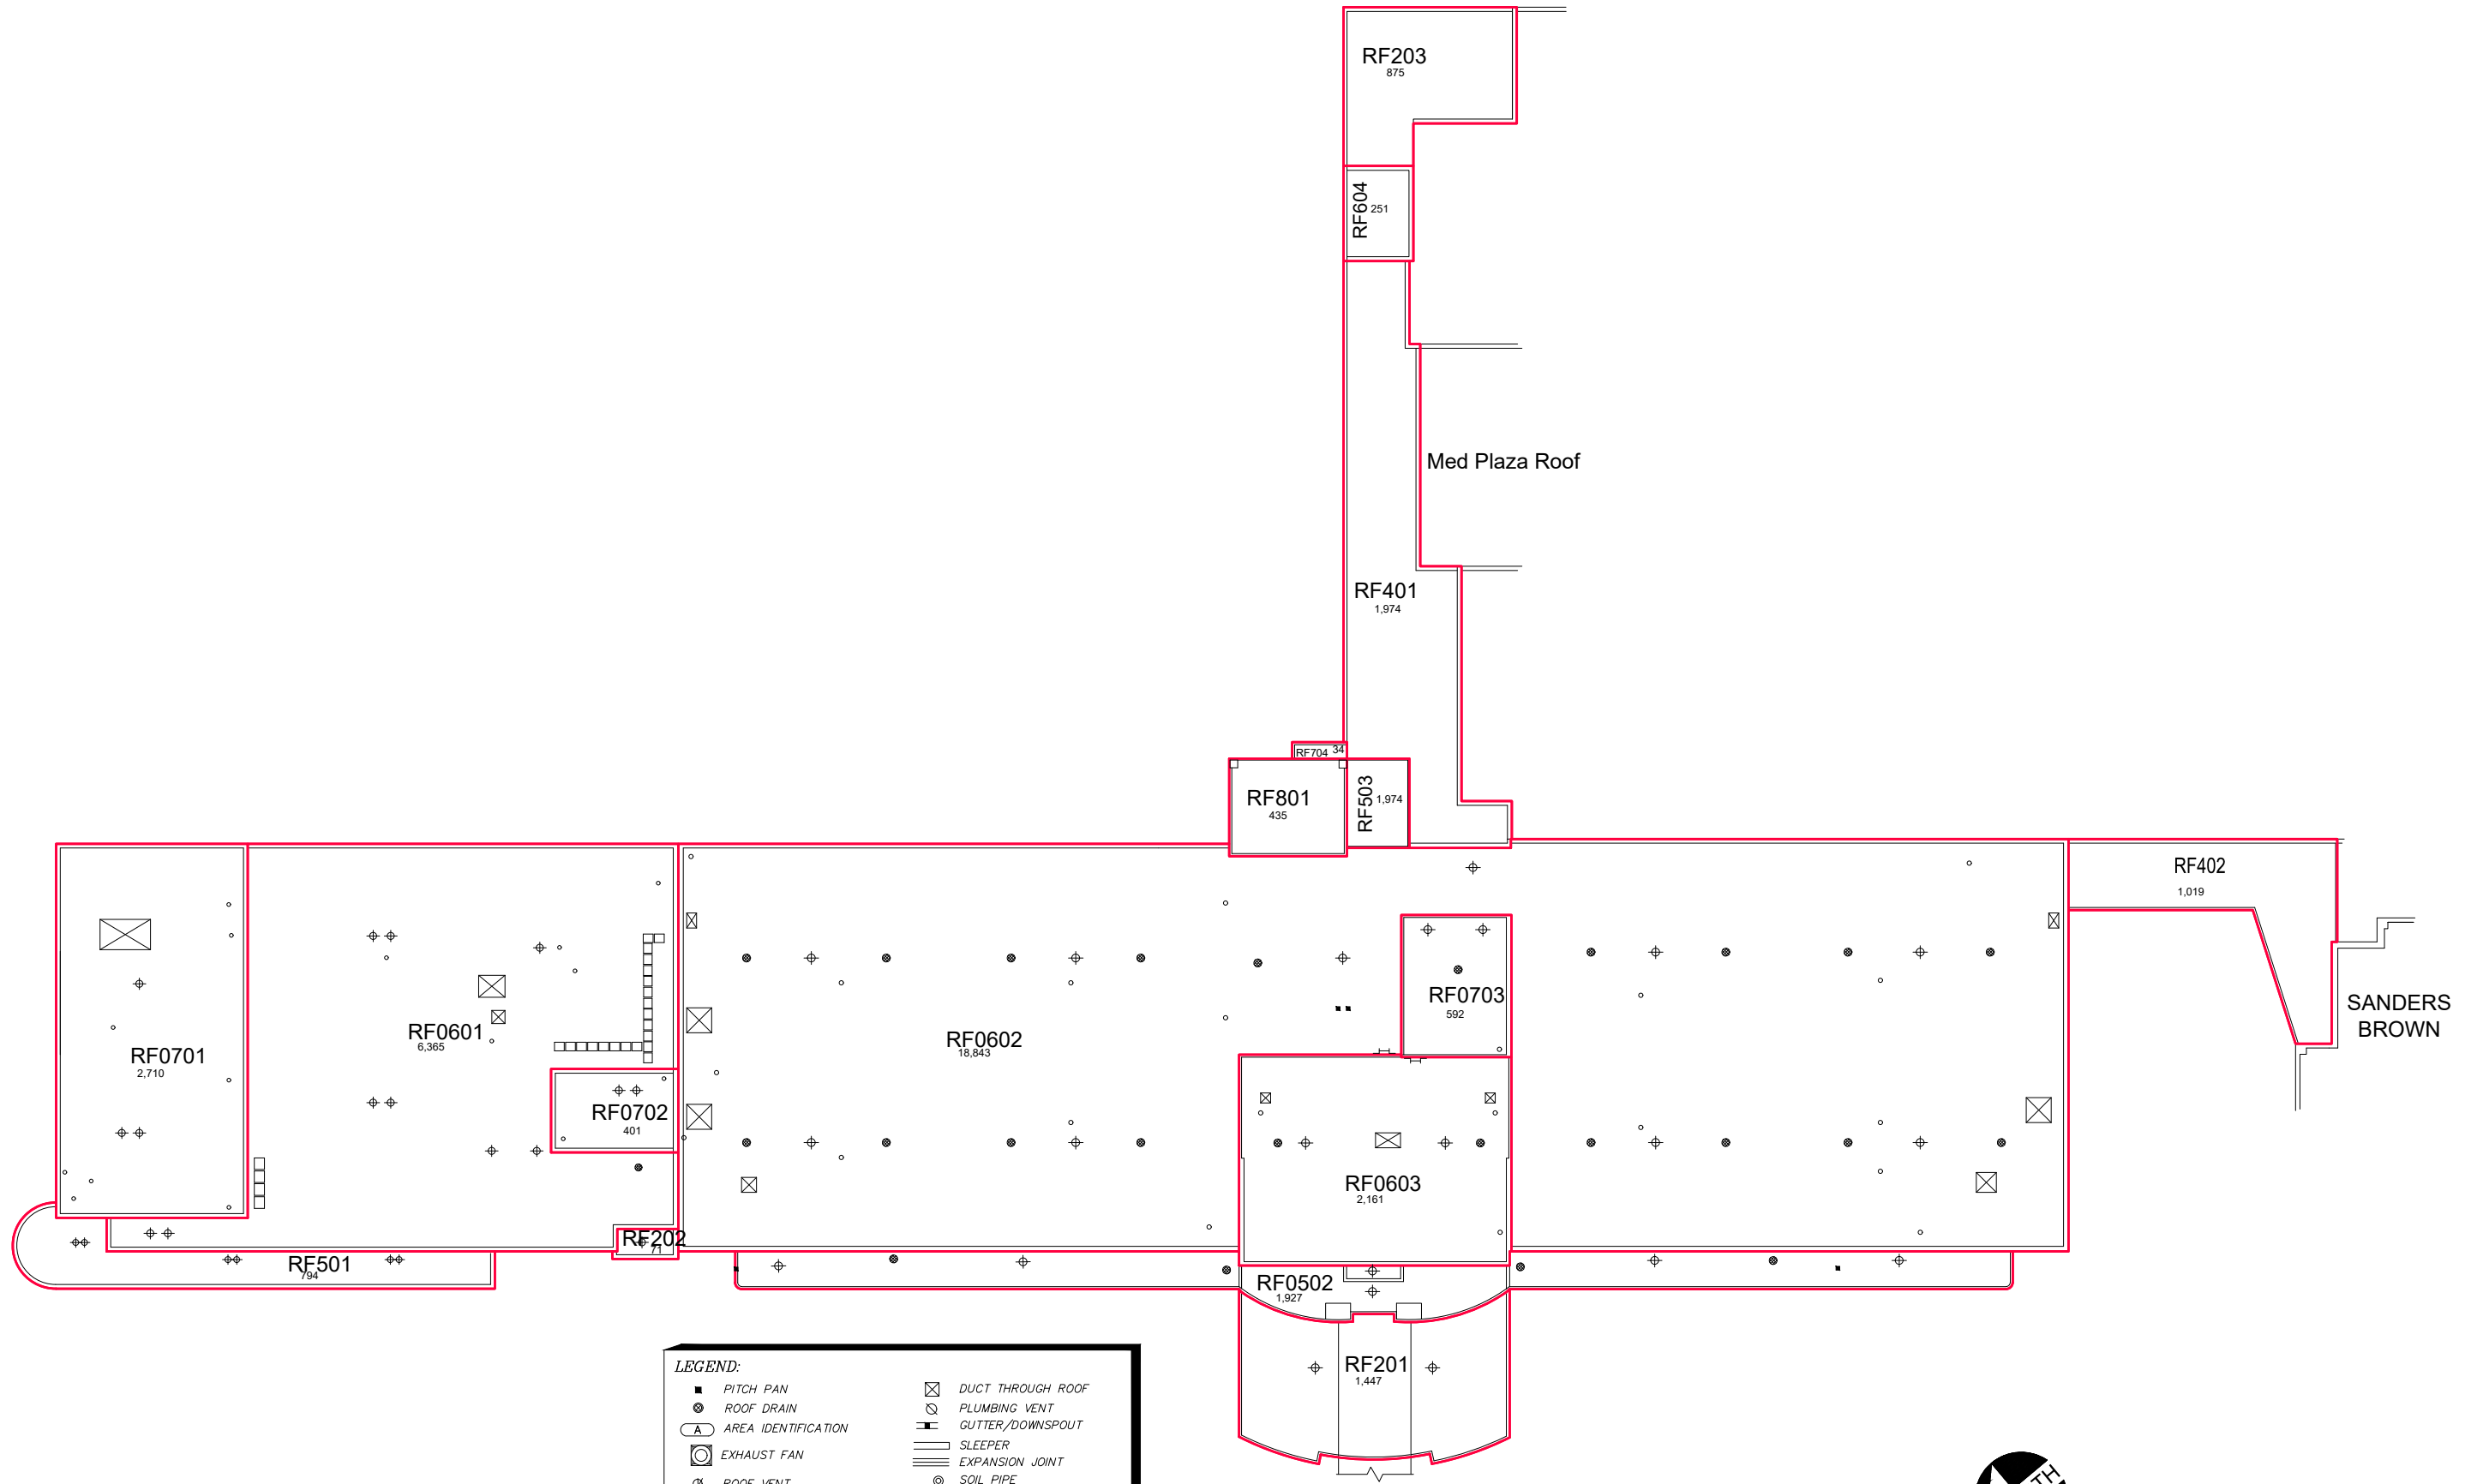 RF203
875
RF604
251
Med Plaza Roof
RF401
1,974
RF704 34
RF801
435
RF503
1,974
RF402
1,019
SANDERS
BROWN
RF0703
592
RF0601
6,365
RF0602
18,843
RF0701
2,710
RF0702
401
RF0603
2,161
RF202
71
RF501
794
RF0502
1,927
RF201
1,447
LEGEND:
PITCH PAN
ROOF DRAIN
A AREA IDENTIFICATION
EXHAUST FAN
ROOF VENT
DUCT THROUGH ROOF
PLUMBING VENT
GUTTER/DOWNSPOUT
SLEEPER
EXPANSION JOINT
SOIL PIPE